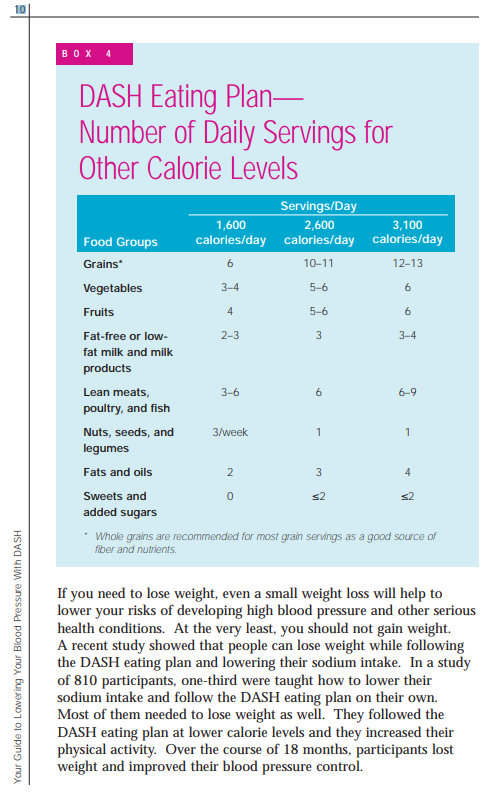 10
BOX 4
DASH Eating Plan—
Number of Daily Servings for
Other Calorie Levels
Servings/Day
1,600 2,600 3,100
Food Groups calories/day calories/day calories/day
Grains* 6 10–11 12–13
Vegetables 3–4 5–6 6
Fruits 4 5–6 6
Fat-free or low- 2–3 3 3–4
fat milk and milk
products
Lean meats, 3–6 6 6–9
poultry, and fish
Nuts, seeds, and 3/week 1 1
legumes
Fats and oils 2 3 4
Sweets and 0 ≤2 ≤2
added sugars
* Whole grains are recommended for most grain servings as a good source of
fiber and nutrients.
If you need to lose weight, even a small weight loss will help to
lower your risks of developing high blood pressure and other serious
health conditions. At the very least, you should not gain weight.
A recent study showed that people can lose weight while following
the DASH eating plan and lowering their sodium intake. In a study
of 810 participants, one-third were taught how to lower their
sodium intake and follow the DASH eating plan on their own.
Most of them needed to lose weight as well. They followed the
DASH eating plan at lower calorie levels and they increased their
physical activity. Over the course of 18 months, participants lost
weight and improved their blood pressure control.
Your Guide to Lowering Your Blood Pressure With DASH